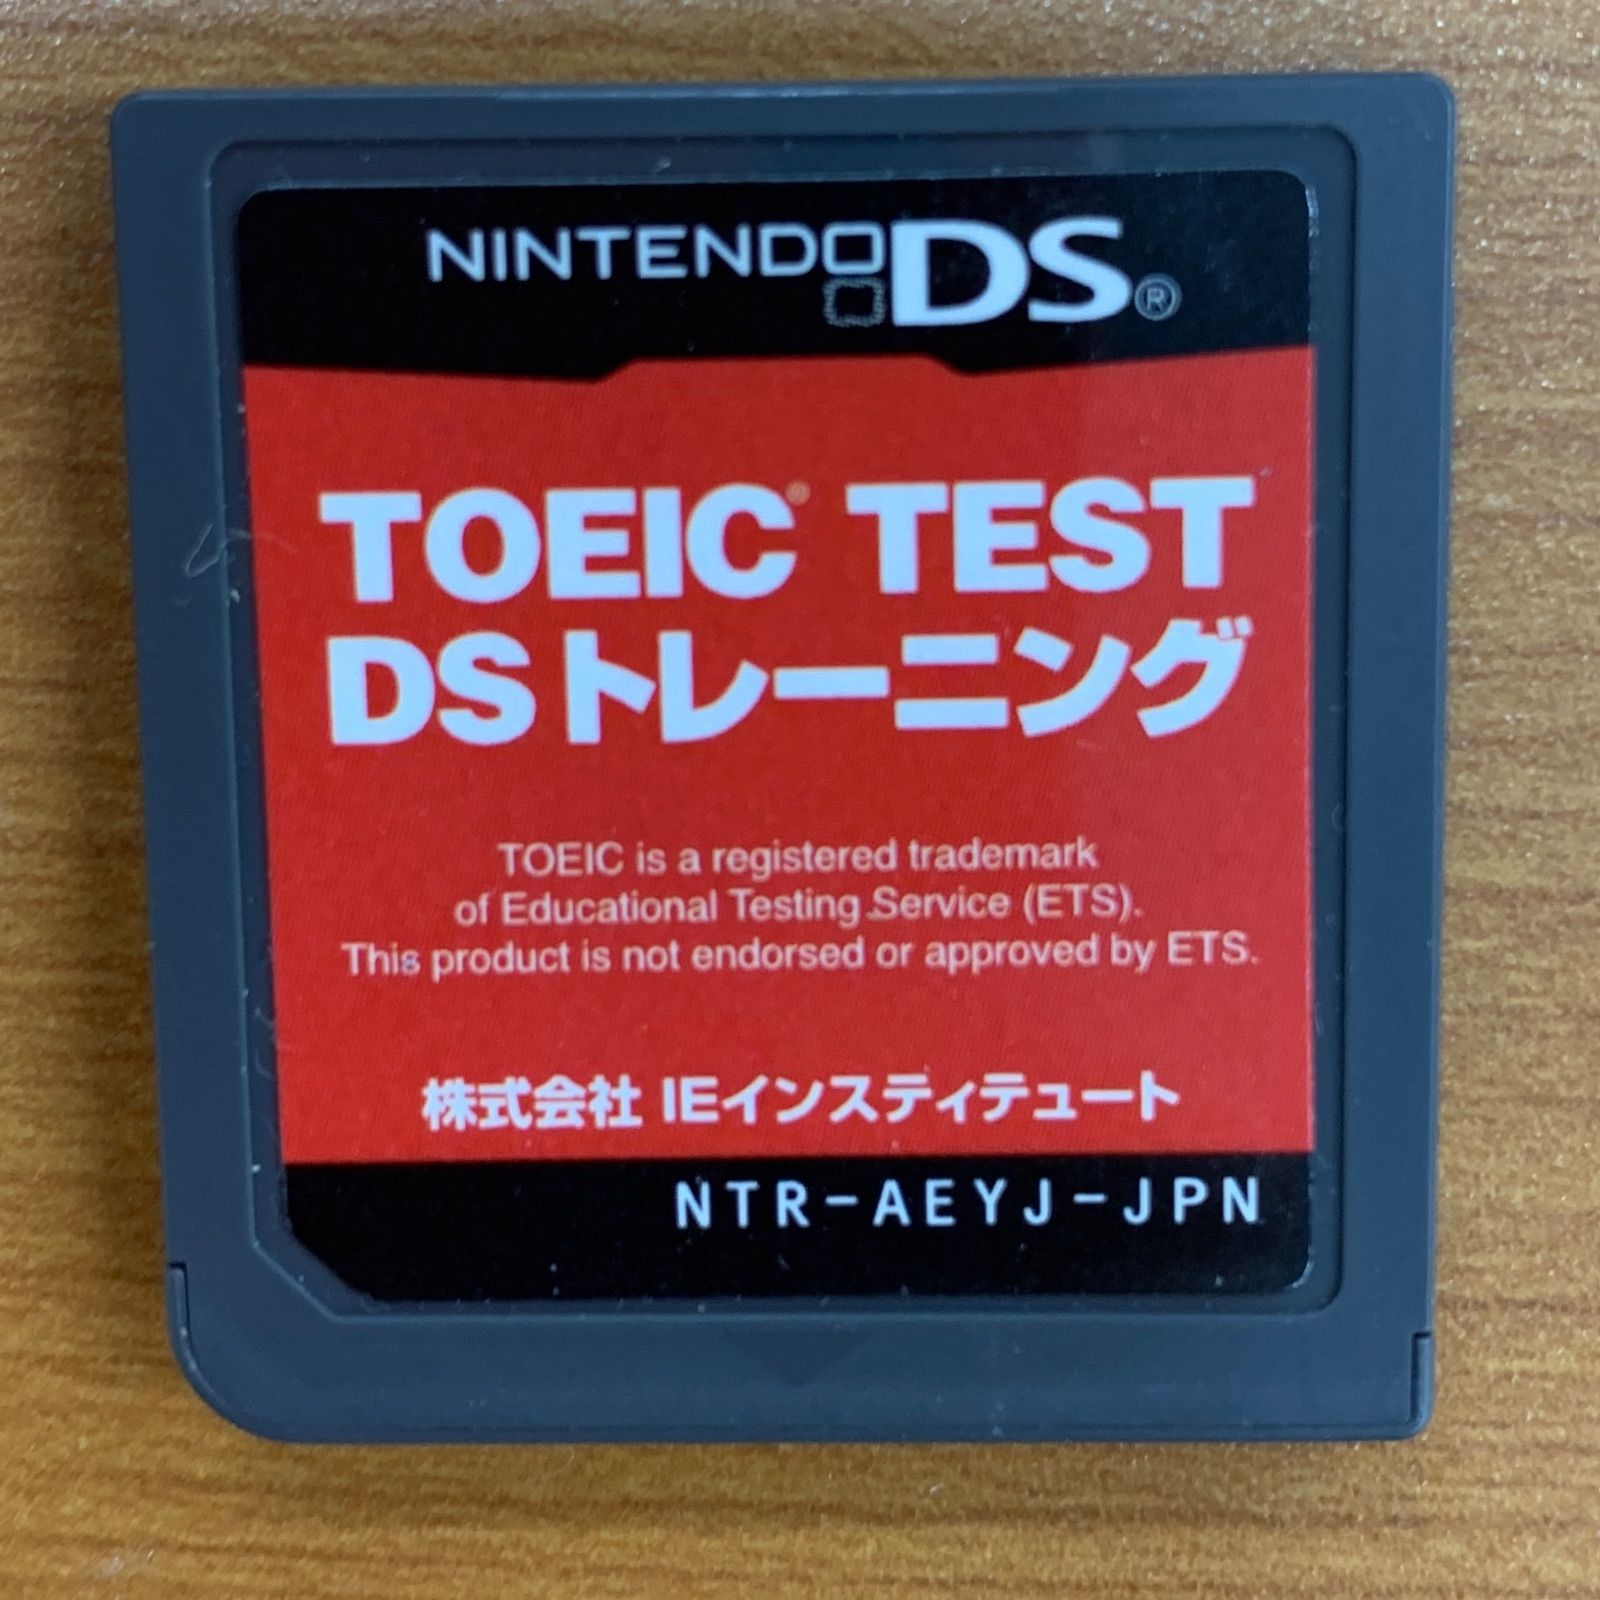 NINTENDO DS®
TOEIC® TEST
DSトレーニング
TOEIC is a registered trademark
of Educational Testing Service (ETS).
This product is not endorsed or approved by ETS.
株式会社 IEインスティテュート
NTR-AEYJ-JPN